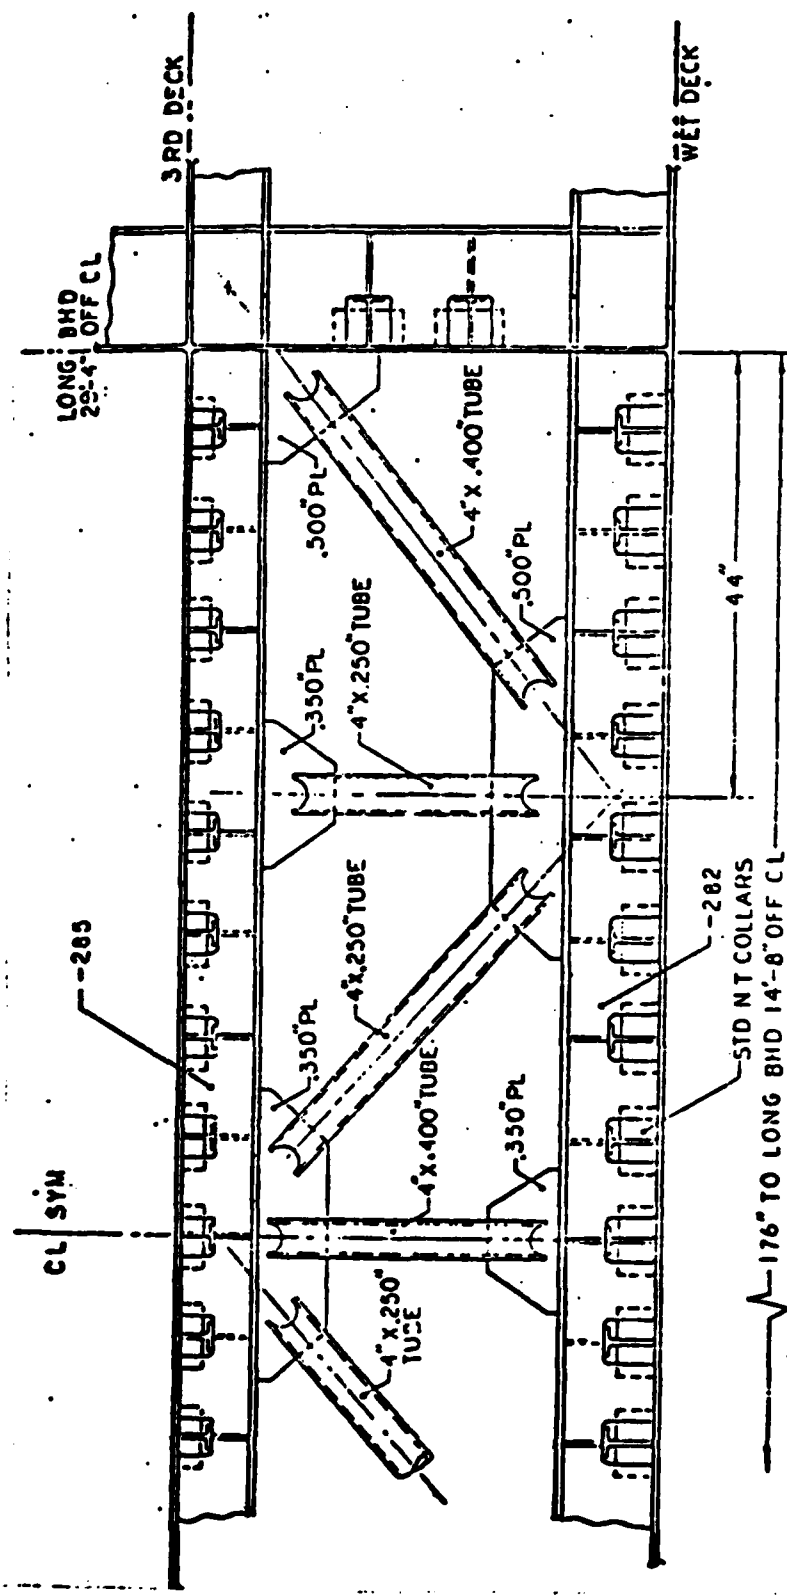 3RD DECK
WET DECK
LONG BHD
29'-4" OFF CL
.500" PL
4" X .400" TUBE
.500" PL
44"
.350" PL
4" X .250" TUBE
-285
4" X .250" TUBE
-282
.350" PL
STD N T COLLARS
176" TO LONG BHD 14'-8" OFF CL
4" X .400" TUBE
.350" PL
CL SYM
4" X .250"
TUBE